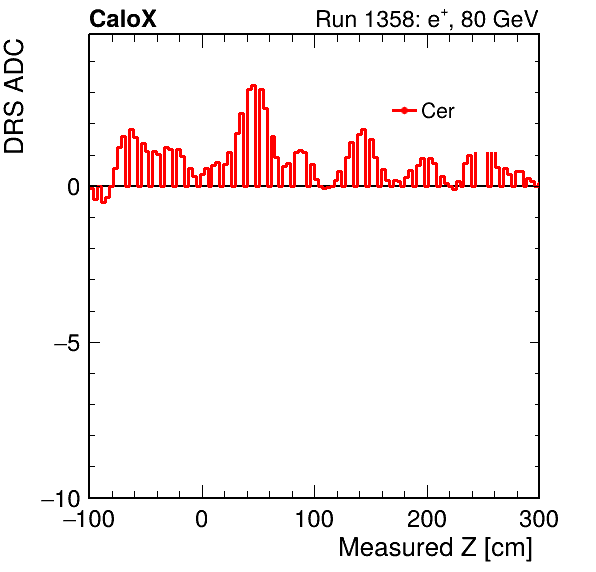 CaloX Run 1358: e⁺, 80 GeV
DRS ADC
Cer
0
−5
−10
−100 0 100 200 300
Measured Z [cm]